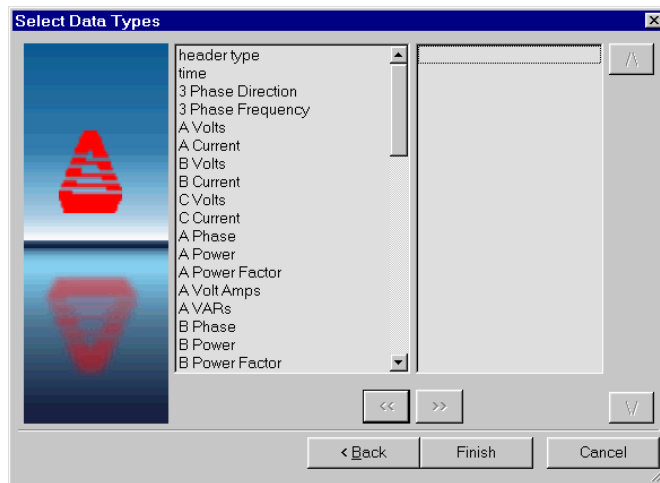 Select Data Types
header type
time
3 Phase Direction
3 Phase Frequency
A Volts
A Current
B Volts
B Current
C Volts
C Current
A Phase
A Power
A Power Factor
A Volt Amps
A VARs
B Phase
B Power
B Power Factor
/\
<< >>
\/
< Back Finish Cancel